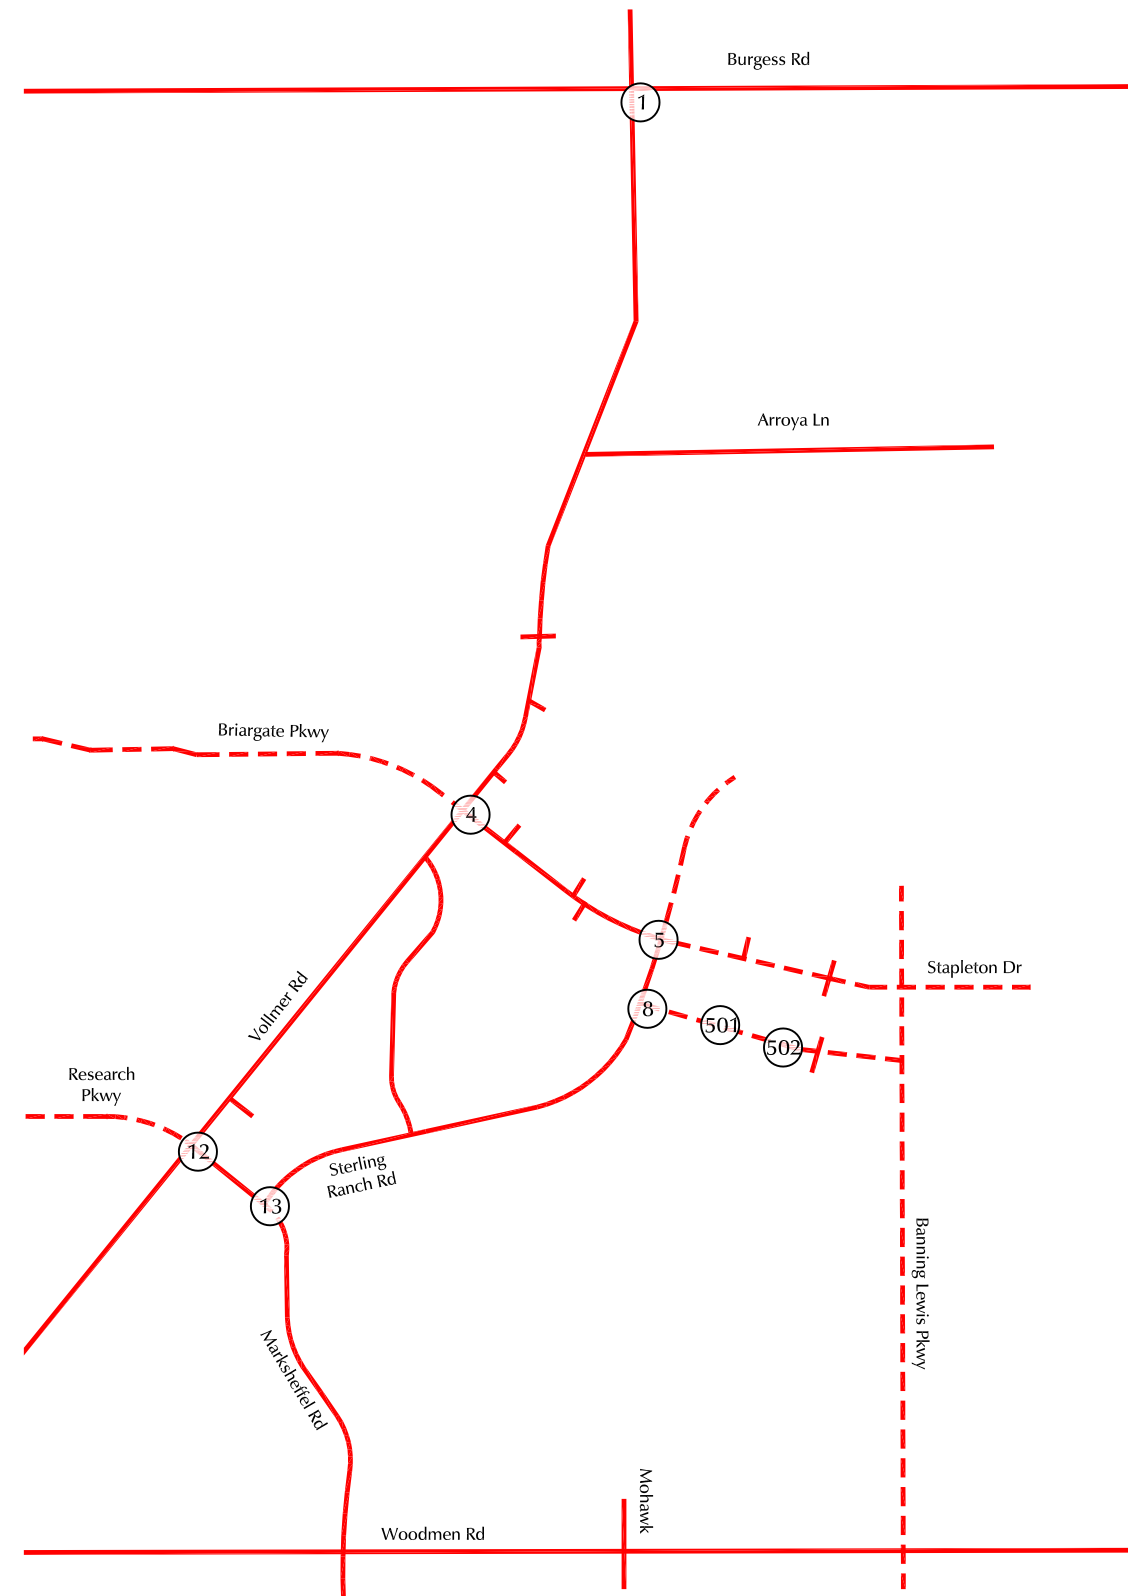 Burgess Rd
1
Arroya Ln
Briargate Pkwy
4
5
Stapleton Dr
8
501
502
Vollmer Rd
Research
Pkwy
12
13
Sterling
Ranch Rd
Banning Lewis Pkwy
Marksheffel Rd
Mohawk
Woodmen Rd